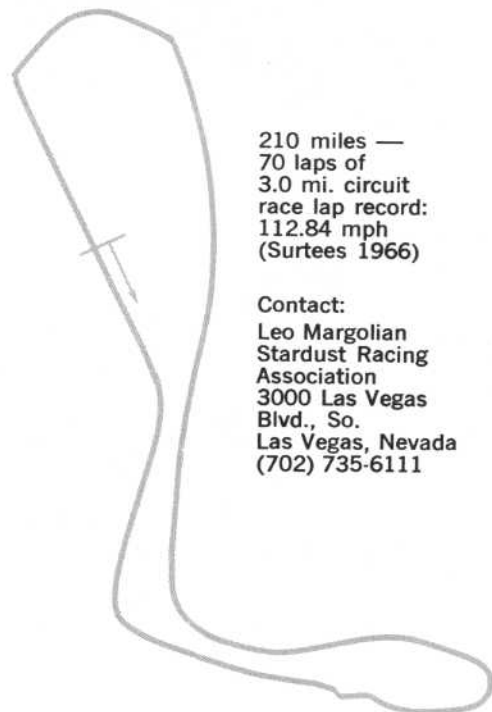 210 miles —
70 laps of
3.0 mi. circuit
race lap record:
112.84 mph
(Surtees 1966)
Contact:
Leo Margolian
Stardust Racing
Association
3000 Las Vegas
Blvd., So.
Las Vegas, Nevada
(702) 735-6111